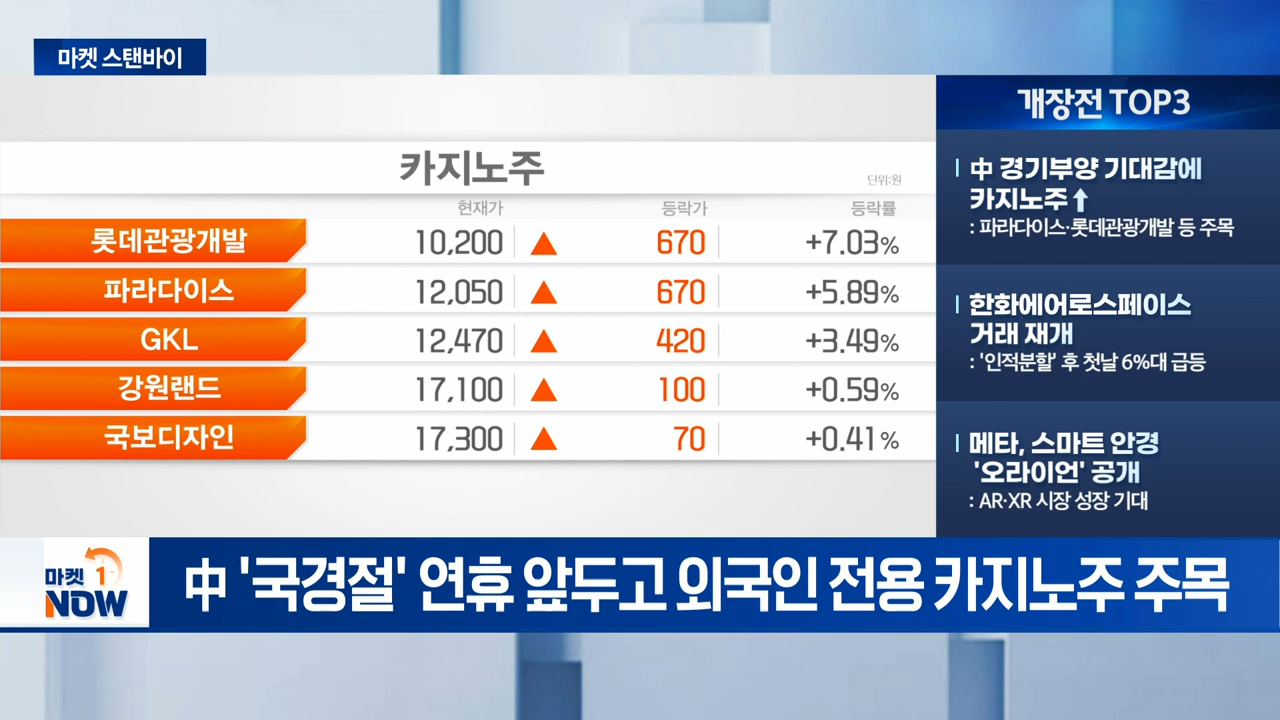 마켓 스탠바이
카지노주
단위:원
현재가 등락가 등락률
롯데관광개발 10,200 ▲ 670 +7.03%
파라다이스 12,050 ▲ 670 +5.89%
GKL 12,470 ▲ 420 +3.49%
강원랜드 17,100 ▲ 100 +0.59%
국보디자인 17,300 ▲ 70 +0.41%
개장전 TOP3
中 경기부양 기대감에
카지노주⬆
: 파라다이스·롯데관광개발 등 주목
한화에어로스페이스
거래 재개
: '인적분할' 후 첫날 6%대 급등
메타, 스마트 안경
'오라이언' 공개
: AR·XR 시장 성장 기대
마켓 1
NOW
中 '국경절' 연휴 앞두고 외국인 전용 카지노주 주목